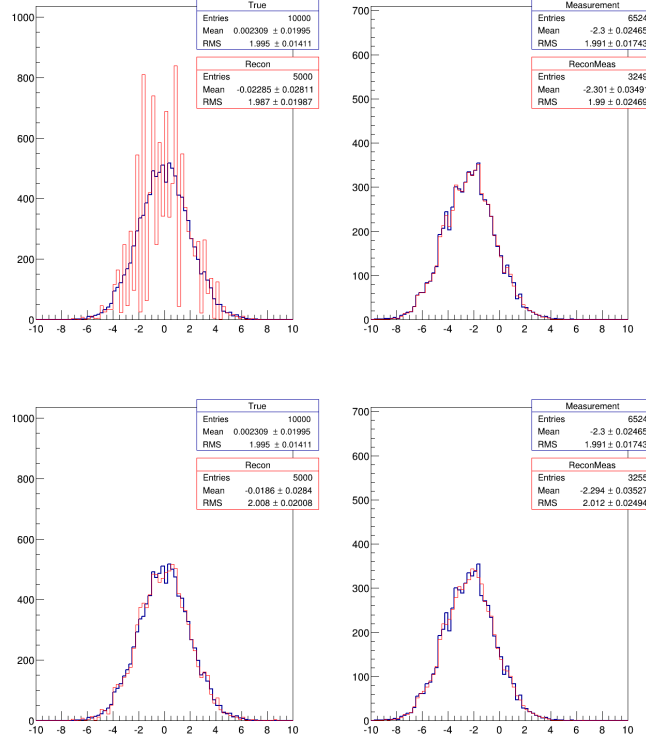 True
Entries 10000
Mean 0.002309 ± 0.01995
RMS 1.995 ± 0.01411
Recon
Entries 5000
Mean -0.02285 ± 0.02811
RMS 1.987 ± 0.01987
1000
800
600
400
200
0
-10 -8 -6 -4 -2 0 2 4 6 8 10
Measurement
Entries 6524
Mean -2.3 ± 0.02465
RMS 1.991 ± 0.01743
ReconMeas
Entries 3249
Mean -2.301 ± 0.03491
RMS 1.99 ± 0.02469
700
600
500
400
300
200
100
0
-10 -8 -6 -4 -2 0 2 4 6 8 10
True
Entries 10000
Mean 0.002309 ± 0.01995
RMS 1.995 ± 0.01411
Recon
Entries 5000
Mean -0.0186 ± 0.0284
RMS 2.008 ± 0.02008
1000
800
600
400
200
0
-10 -8 -6 -4 -2 0 2 4 6 8 10
Measurement
Entries 6524
Mean -2.3 ± 0.02465
RMS 1.991 ± 0.01743
ReconMeas
Entries 3255
Mean -2.294 ± 0.03527
RMS 2.012 ± 0.02494
700
600
500
400
300
200
100
0
-10 -8 -6 -4 -2 0 2 4 6 8 10